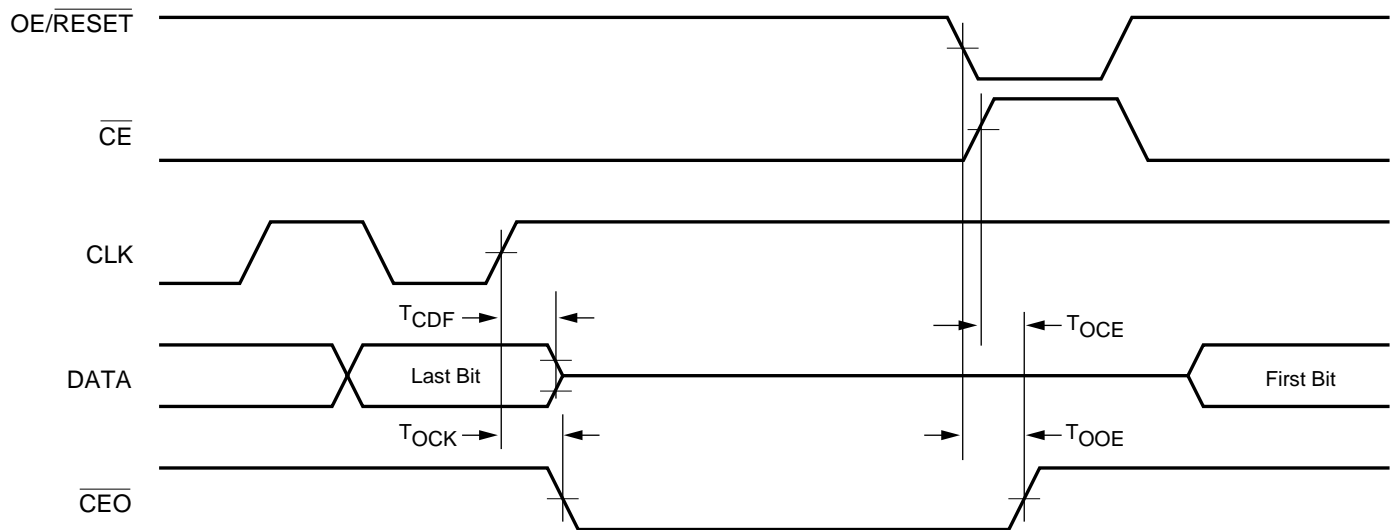 OE/RESET
CE
CLK
TCDF
TOCE
DATA
Last Bit
First Bit
TOCK
TOOE
CEO